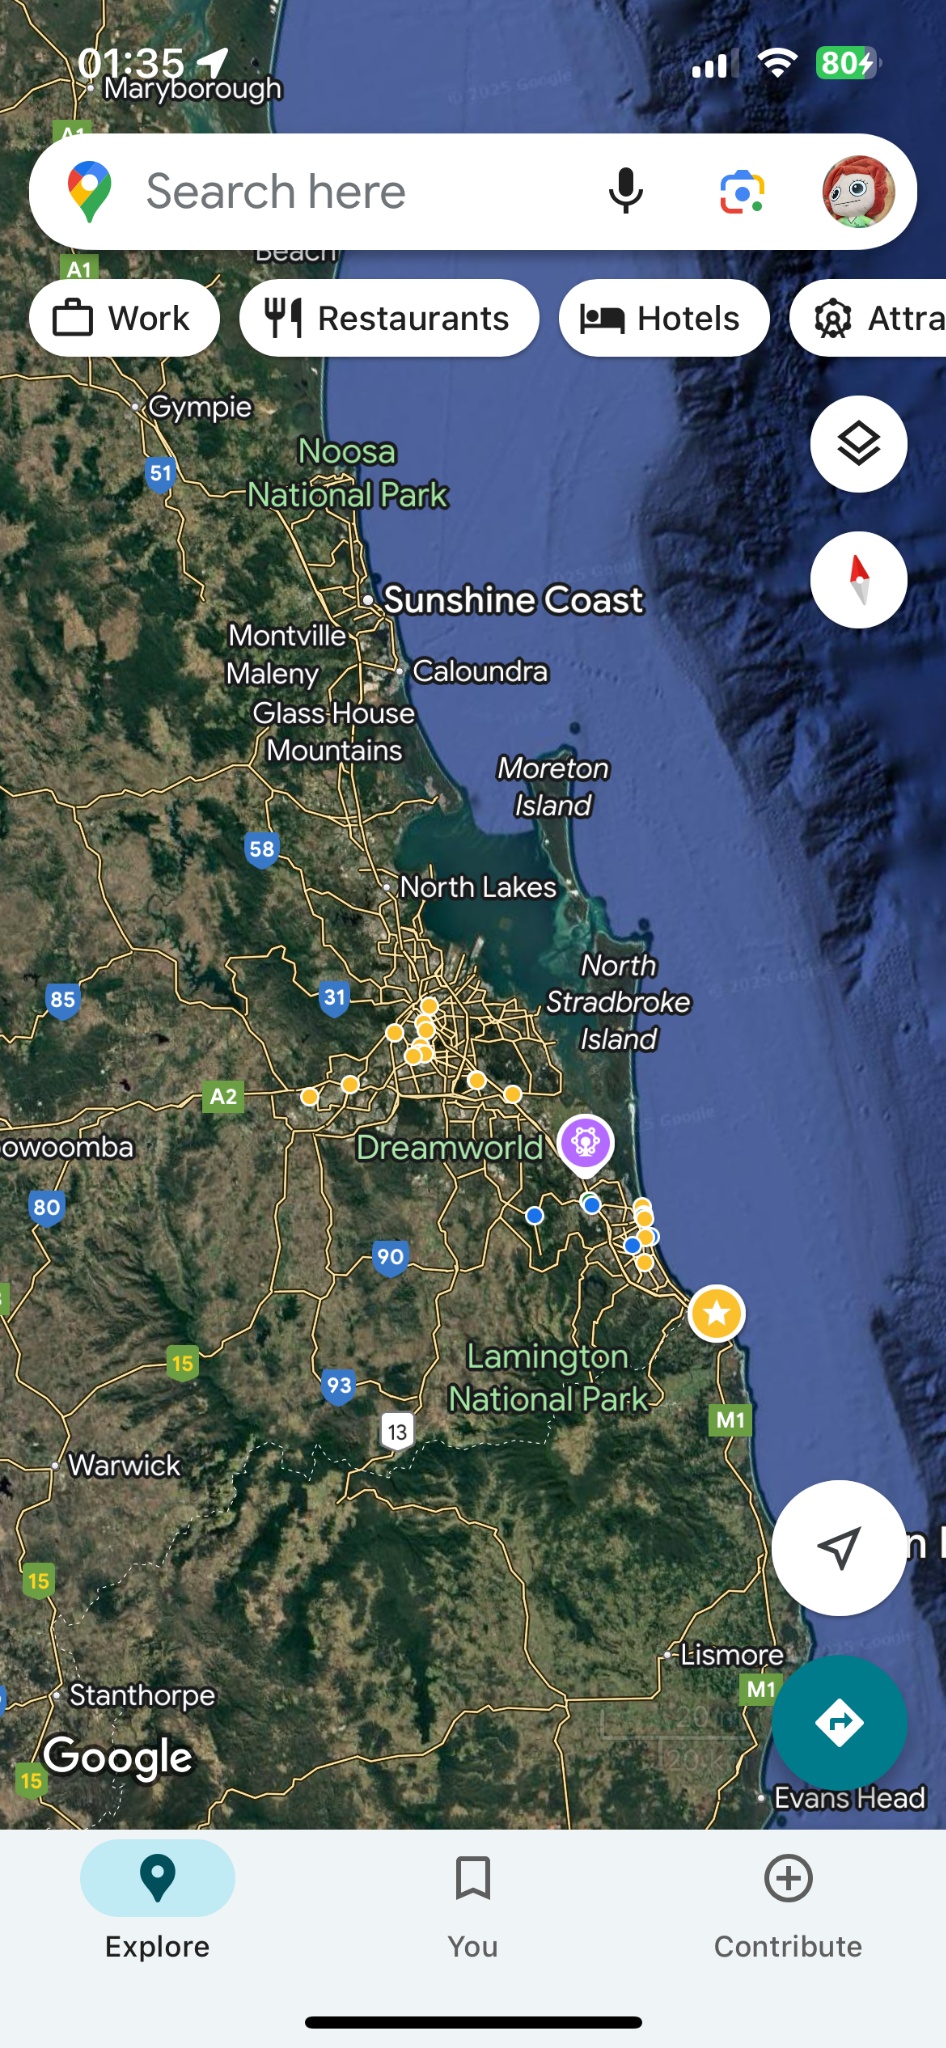 01:35
80
Maryborough
A1
Search here
Beach
A1
Work
Restaurants
Hotels
Attra
Gympie
Noosa
National Park
51
Sunshine Coast
Montville
Maleny
Caloundra
Glass House
Mountains
Moreton
Island
58
North Lakes
North
Stradbroke
Island
31
85
A2
oowoomba
Dreamworld
80
90
15
Lamington
National Park
93
M1
13
Warwick
15
Lismore
M1
Stanthorpe
Google
15
Evans Head
Explore
You
Contribute